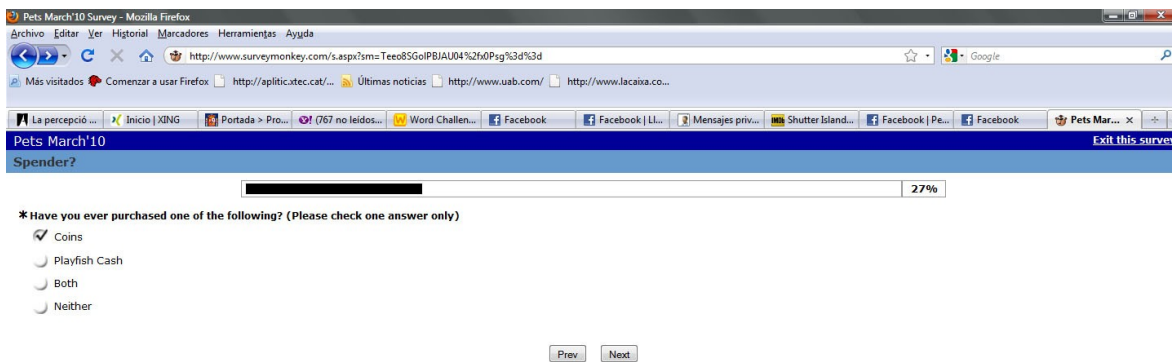 Pets March'10 Survey - Mozilla Firefox
Archivo Editar Ver Historial Marcadores Herramientas Ayuda
http://www.surveymonkey.com/s.aspx?sm=Teeo8SGolPBJAU04%2fx0Psg%3d%3d Google
Más visitados Comenzar a usar Firefox http://aplitic.xtec.cat/... Últimas noticias http://www.uab.com/ http://www.lacaixa.co...
La percepció ... Inicio | XING Portada > Pro... (767 no leídos... Word Challen... Facebook Facebook | Ll... Mensajes priv... Shutter Island... Facebook | Pe... Facebook Pets Mar...
Pets March'10 Exit this survey
Spender?
27%
* Have you ever purchased one of the following? (Please check one answer only)
Coins
Playfish Cash
Both
Neither
Prev Next